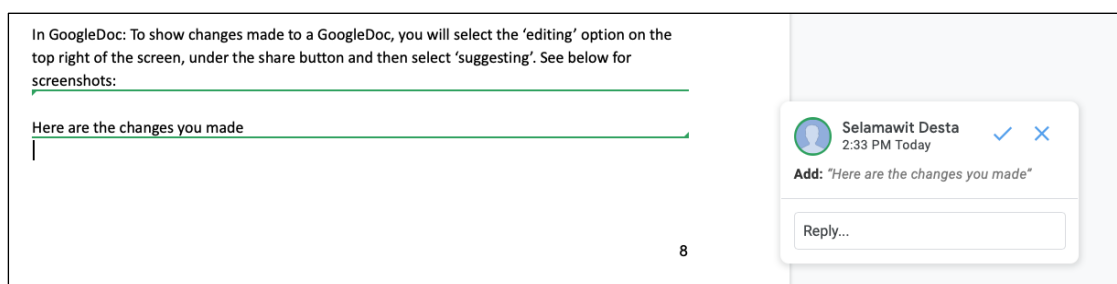 In GoogleDoc: To show changes made to a GoogleDoc, you will select the ‘editing’ option on the
top right of the screen, under the share button and then select ‘suggesting’. See below for
screenshots:
Here are the changes you made
8
Selamawit Desta
2:33 PM Today
Add: “Here are the changes you made”
Reply...